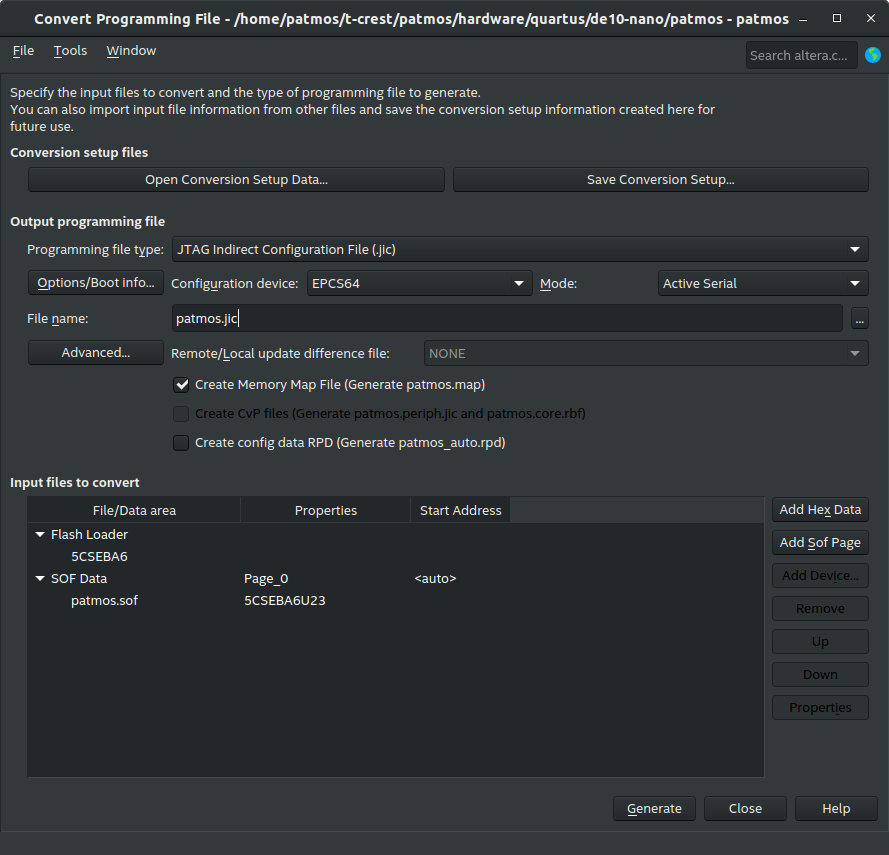 Convert Programming File - /home/patmos/t-crest/patmos/hardware/quartus/de10-nano/patmos - patmos
File Tools Window
Search altera.c...
Specify the input files to convert and the type of programming file to generate.
You can also import input file information from other files and save the conversion setup information created here for
future use.
Conversion setup files
Open Conversion Setup Data... Save Conversion Setup...
Output programming file
Programming file type: JTAG Indirect Configuration File (.jic)
Options/Boot info... Configuration device: EPCS64 Mode: Active Serial
File name: patmos.jic ...
Advanced... Remote/Local update difference file: NONE
Create Memory Map File (Generate patmos.map)
Create CvP files (Generate patmos.periph.jic and patmos.core.rbf)
Create config data RPD (Generate patmos_auto.rpd)
Input files to convert
File/Data area Properties Start Address
Flash Loader
5CSEBA6
SOF Data Page_0 <auto>
patmos.sof 5CSEBA6U23
Add Hex Data
Add Sof Page
Add Device...
Remove
Up
Down
Properties
Generate Close Help